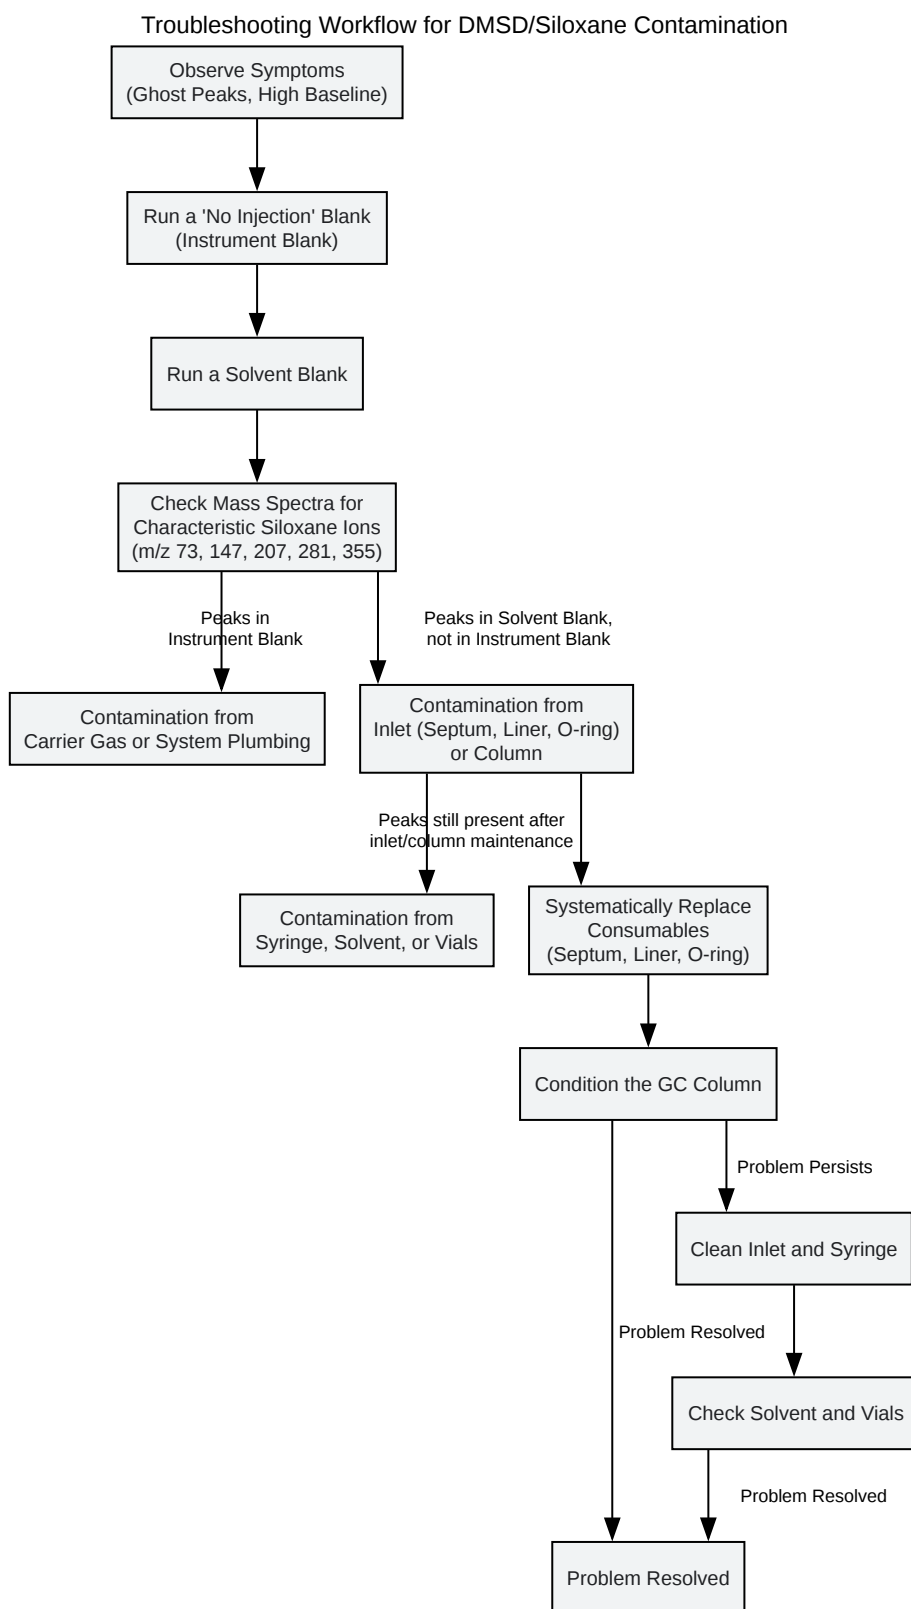 Troubleshooting Workflow for DMSD/Siloxane Contamination
Observe Symptoms
(Ghost Peaks, High Baseline)
Run a 'No Injection' Blank
(Instrument Blank)
Run a Solvent Blank
Check Mass Spectra for
Characteristic Siloxane Ions
(m/z 73, 147, 207, 281, 355)
Peaks in
Instrument Blank
Peaks in Solvent Blank,
not in Instrument Blank
Contamination from
Carrier Gas or System Plumbing
Contamination from
Inlet (Septum, Liner, O-ring)
or Column
Peaks still present after
inlet/column maintenance
Contamination from
Syringe, Solvent, or Vials
Systematically Replace
Consumables
(Septum, Liner, O-ring)
Condition the GC Column
Problem Persists
Clean Inlet and Syringe
Problem Resolved
Check Solvent and Vials
Problem Resolved
Problem Resolved